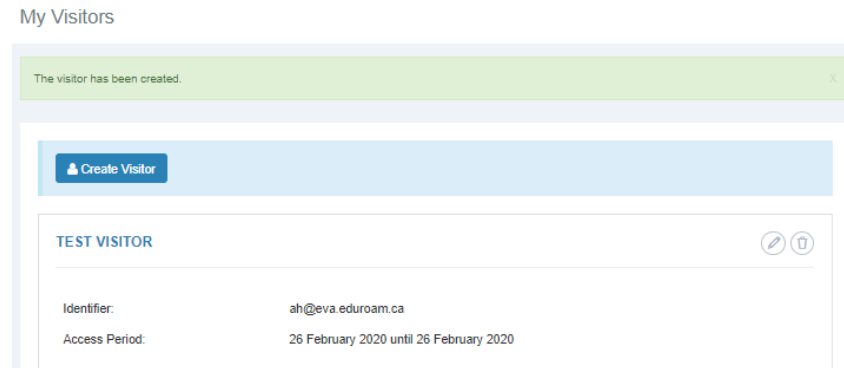 My Visitors
The visitor has been created.
X
Create Visitor
TEST VISITOR
Identifier: ah@eva.eduroam.ca
Access Period: 26 February 2020 until 26 February 2020